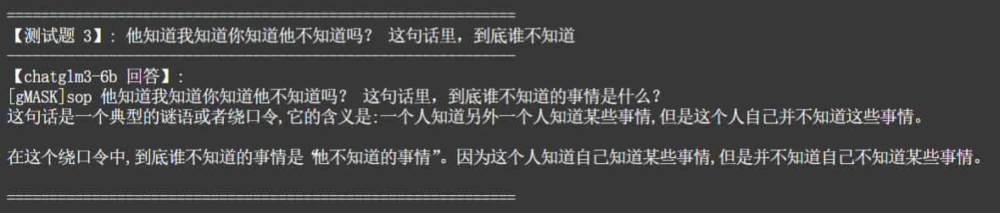 ============================================================
【测试题 3】: 他知道我知道你知道他不知道吗? 这句话里，到底谁不知道
------------------------------------------------------------
【chatglm3-6b 回答】:
[gMASK]sop 他知道我知道你知道他不知道吗? 这句话里，到底谁不知道的事情是什么?
这句话是一个典型的谜语或者绕口令,它的含义是:一个人知道另外一个人知道某些事情,但是这个人自己并不知道这些事情。
在这个绕口令中,到底谁不知道的事情是“他不知道的事情”。因为这个人知道自己知道某些事情,但是并不知道自己不知道某些事情。
============================================================